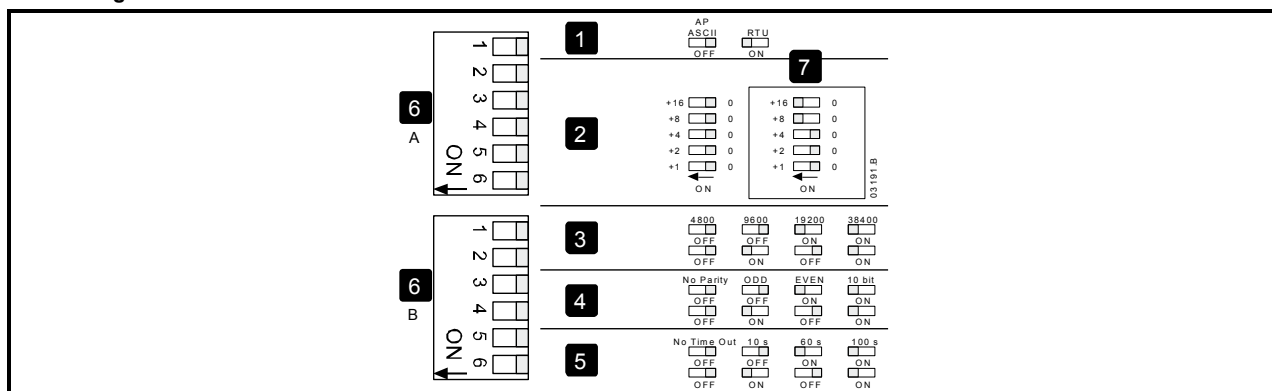 g
6
A
1
2
3
4
5
6
ON
1
AP
ASCII
OFF
RTU
ON
2
+16 0
+8 0
+4 0
+2 0
+1 0
ON
7
+16 0
+8 0
+4 0
+2 0
+1 0
ON
03191.B
6
B
1
2
3
4
5
6
ON
3
4800 9600 19200 38400
OFF OFF ON ON
OFF ON OFF ON
4
No Parity ODD EVEN 10 bit
OFF OFF ON ON
OFF ON OFF ON
5
No Time Out 10 s 60 s 100 s
OFF OFF ON ON
OFF ON OFF ON